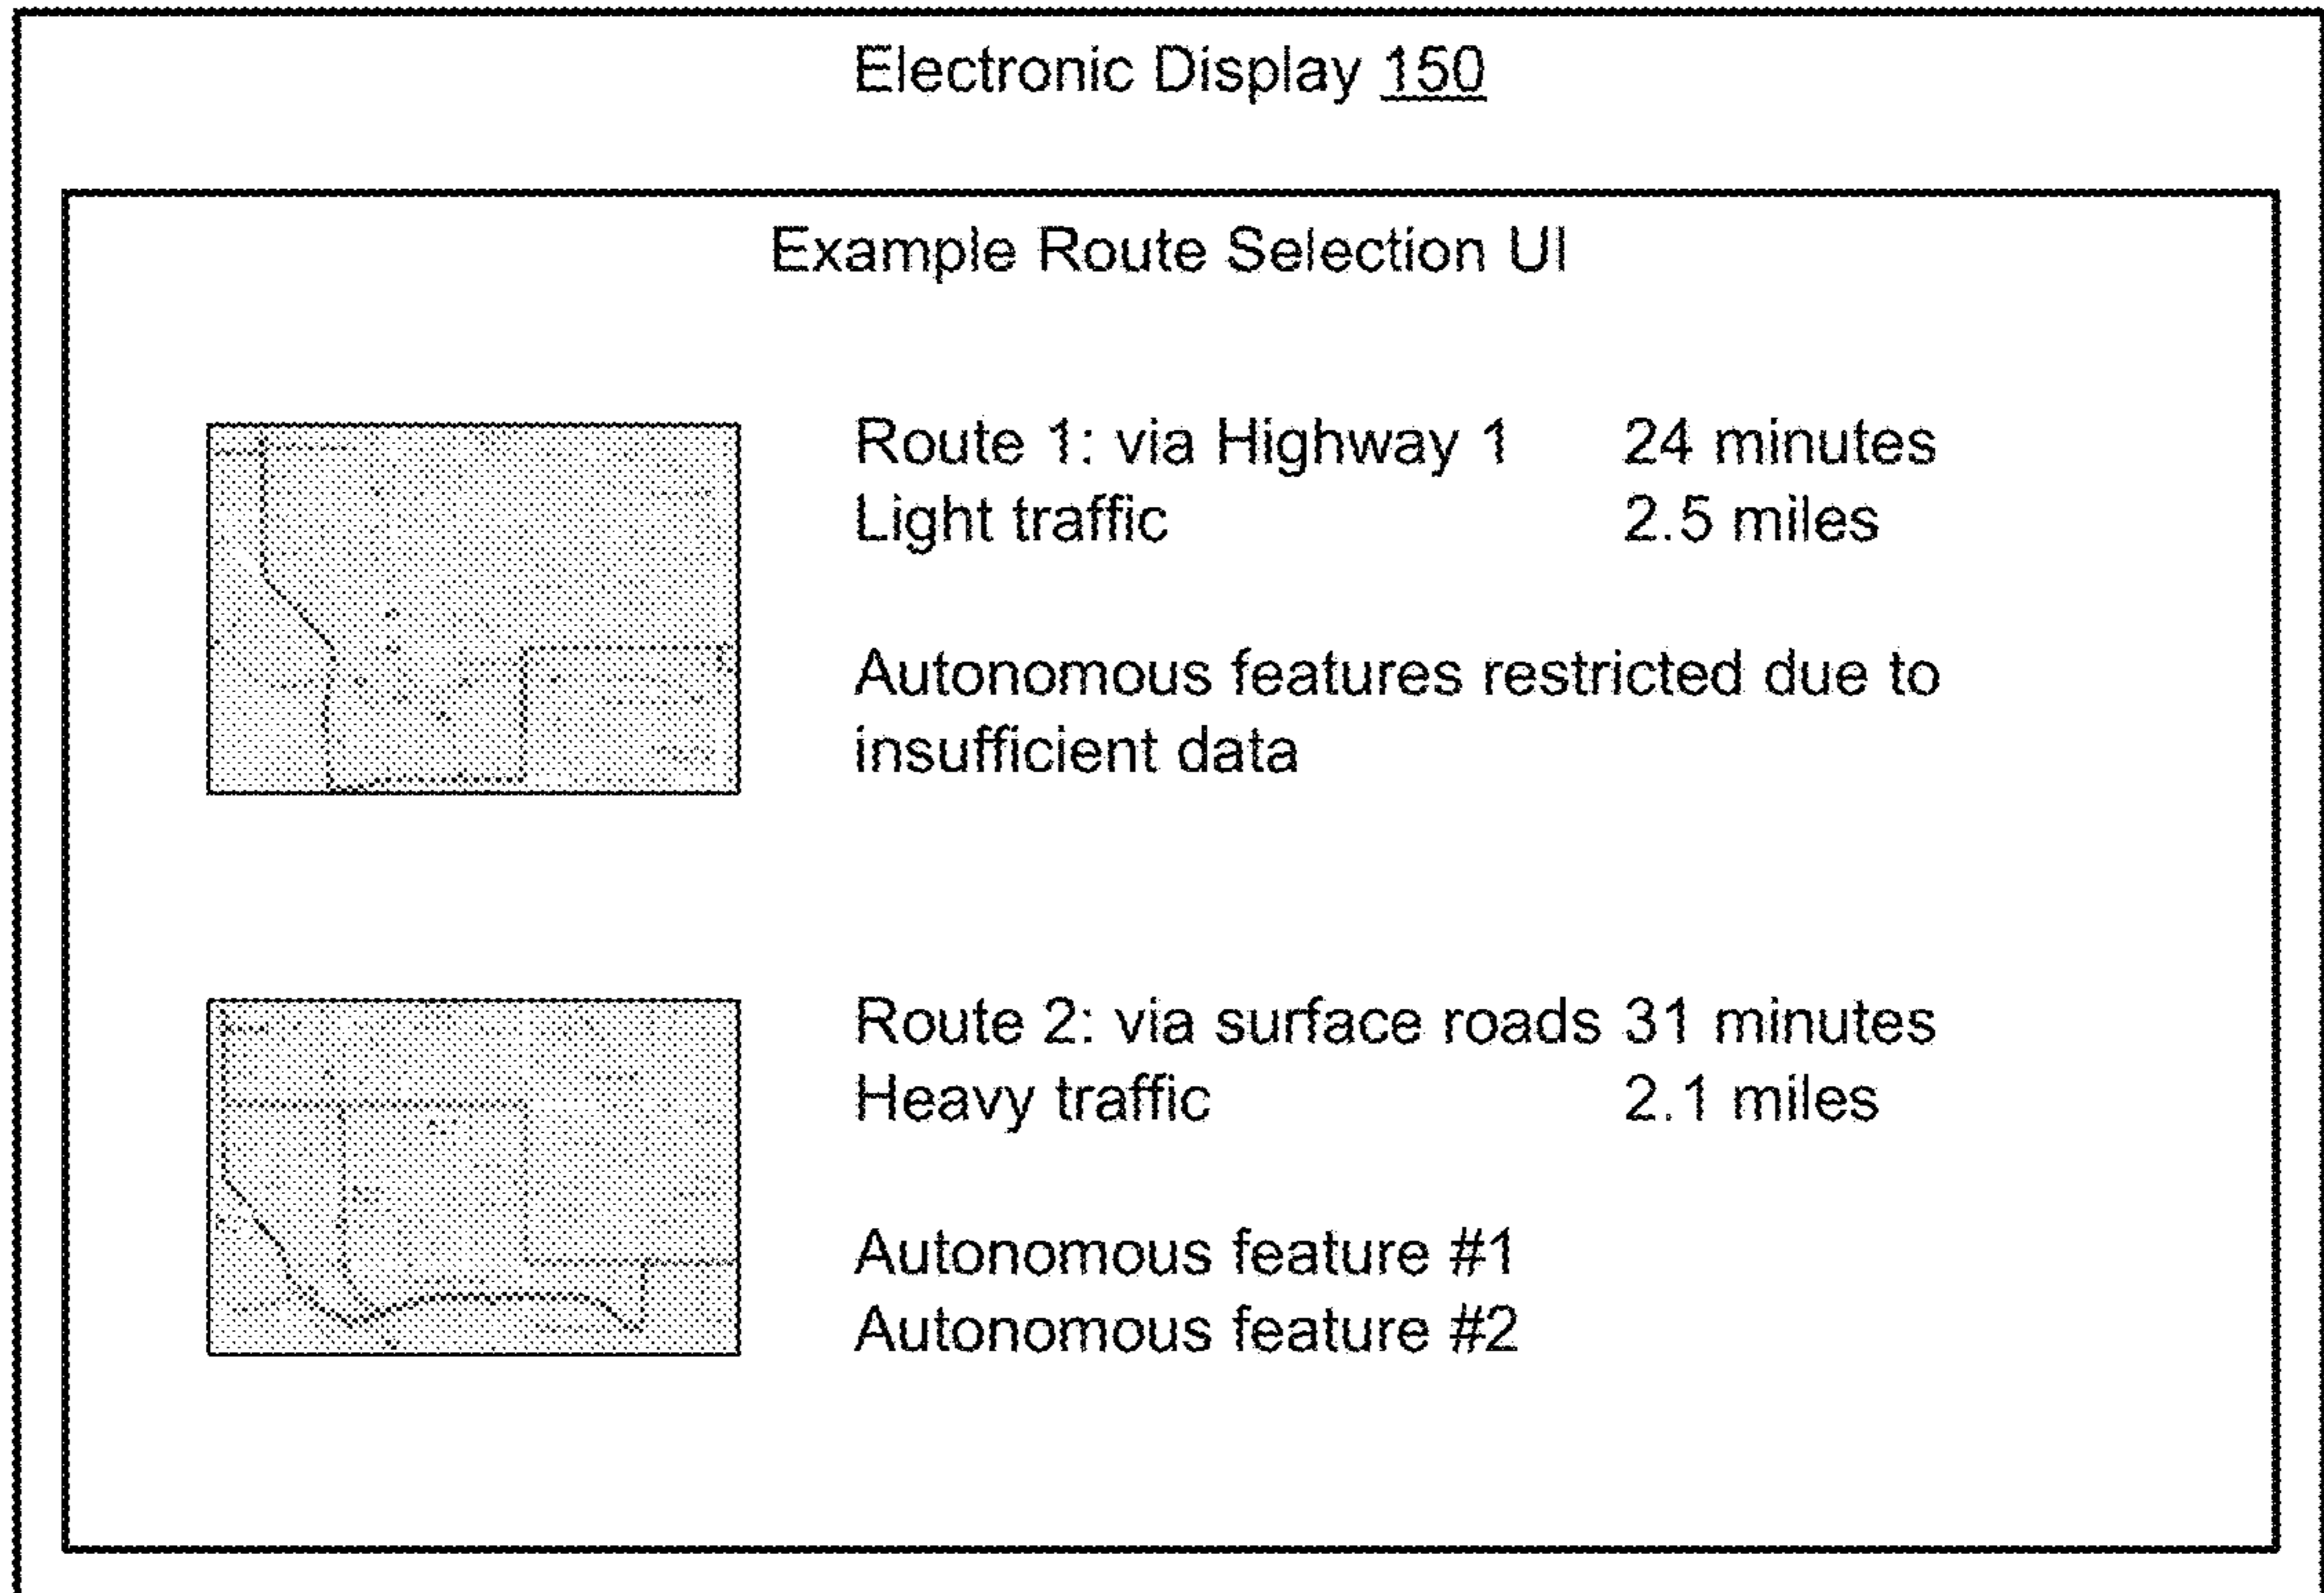 Electronic Display 150
Example Route Selection UI
Route 1: via Highway 1 24 minutes
Light traffic 2.5 miles
Autonomous features restricted due to
insufficient data
Route 2: via surface roads 31 minutes
Heavy traffic 2.1 miles
Autonomous feature #1
Autonomous feature #2